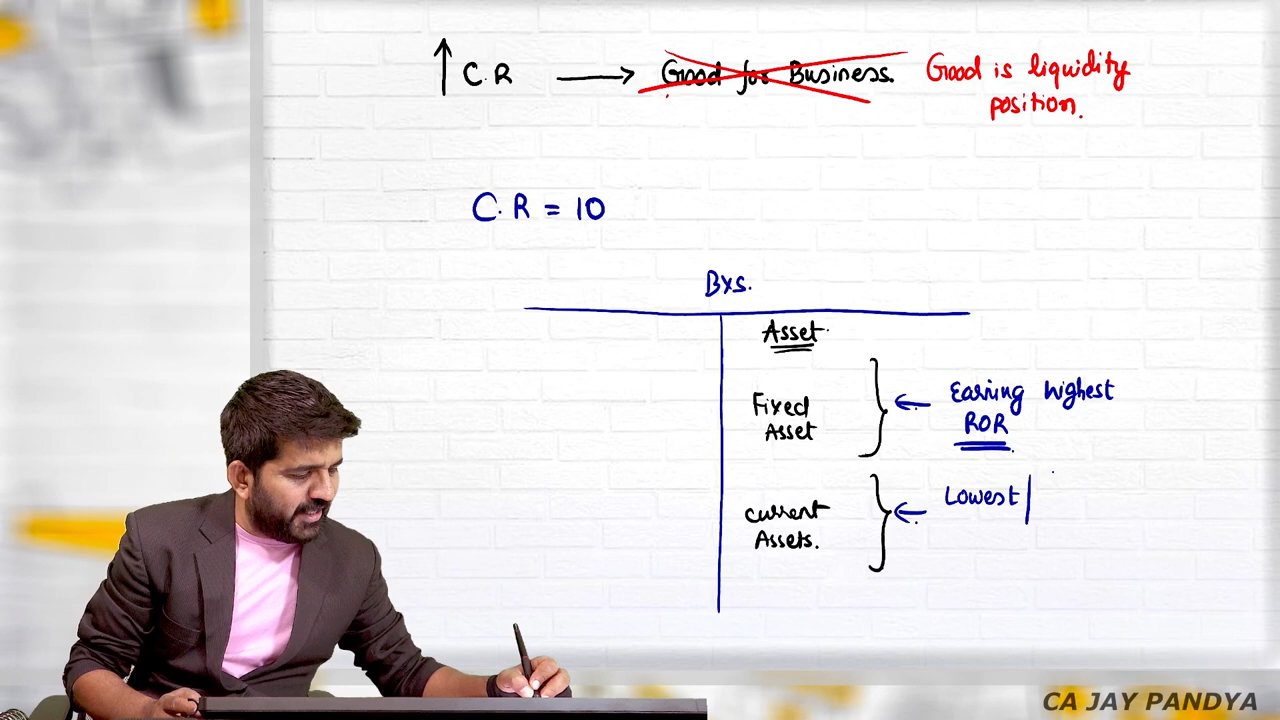 ↑ C.R → Good for Business. Good is liquidity
position.
C.R = 10
BXS.
Asset
Fixed
Asset
Earning highest
ROR
Current
Assets.
Lowest |
CA JAY PANDYA